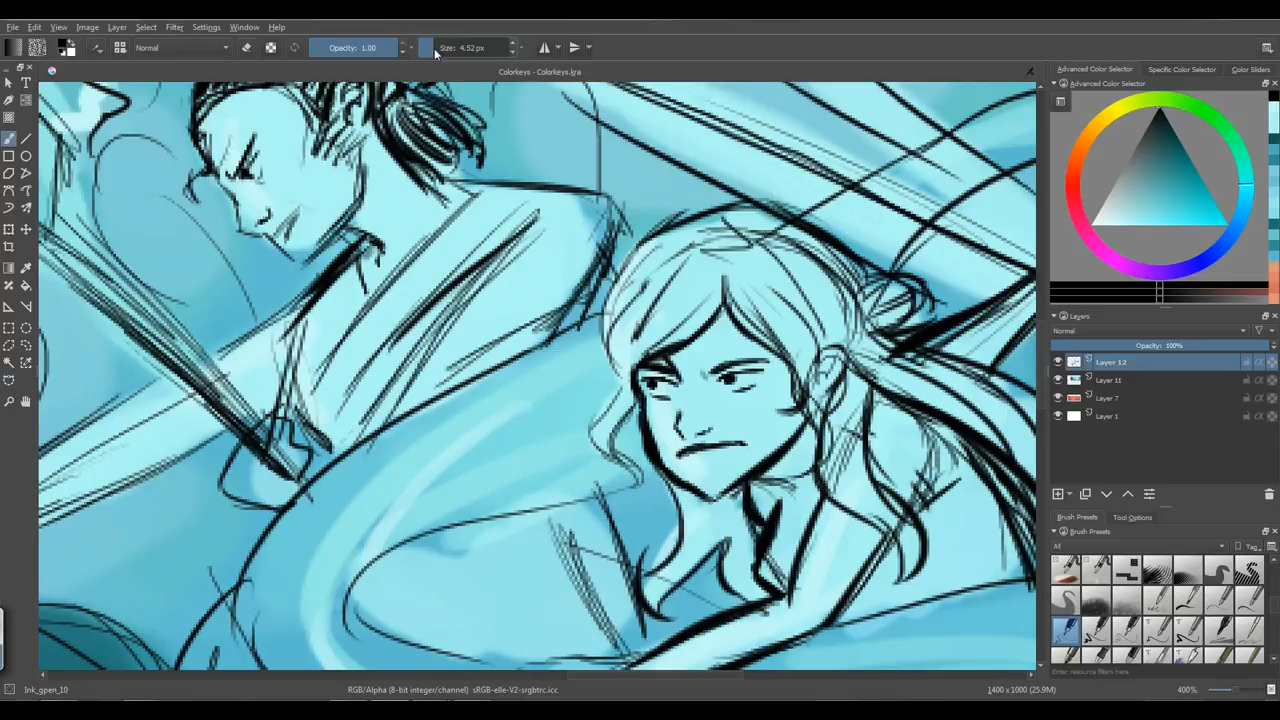 File Edit View Image Layer Select Filter Settings Window Help
Normal Opacity: 1.00 Size: 4.52 px
Colorkeys - Colorkeys.kra
Advanced Color Selector Specific Color Selector Color Sliders
Advanced Color Selector
Layers
Normal
Opacity: 100%
Layer 12
Layer 11
Layer 7
Layer 1
Brush Presets Tool Options
Brush Presets
All Tag
Enter resource filters here
Ink_gpen_10 RGB/Alpha (8-bit integer/channel) sRGB-elle-V2-srgbtrc.icc 1400 x 1000 (25.9M) 400%